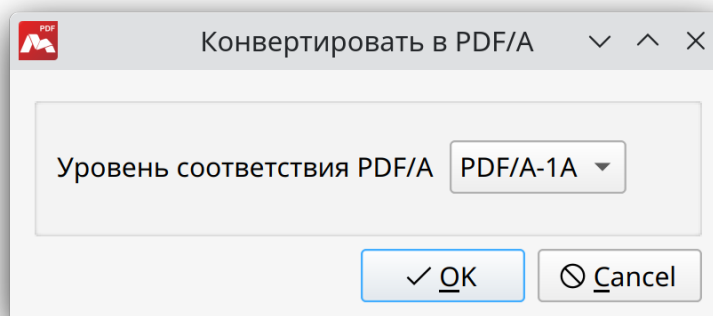 PDF
Конвертировать в PDF/A
Уровень соответствия PDF/A PDF/A-1A
OK Cancel